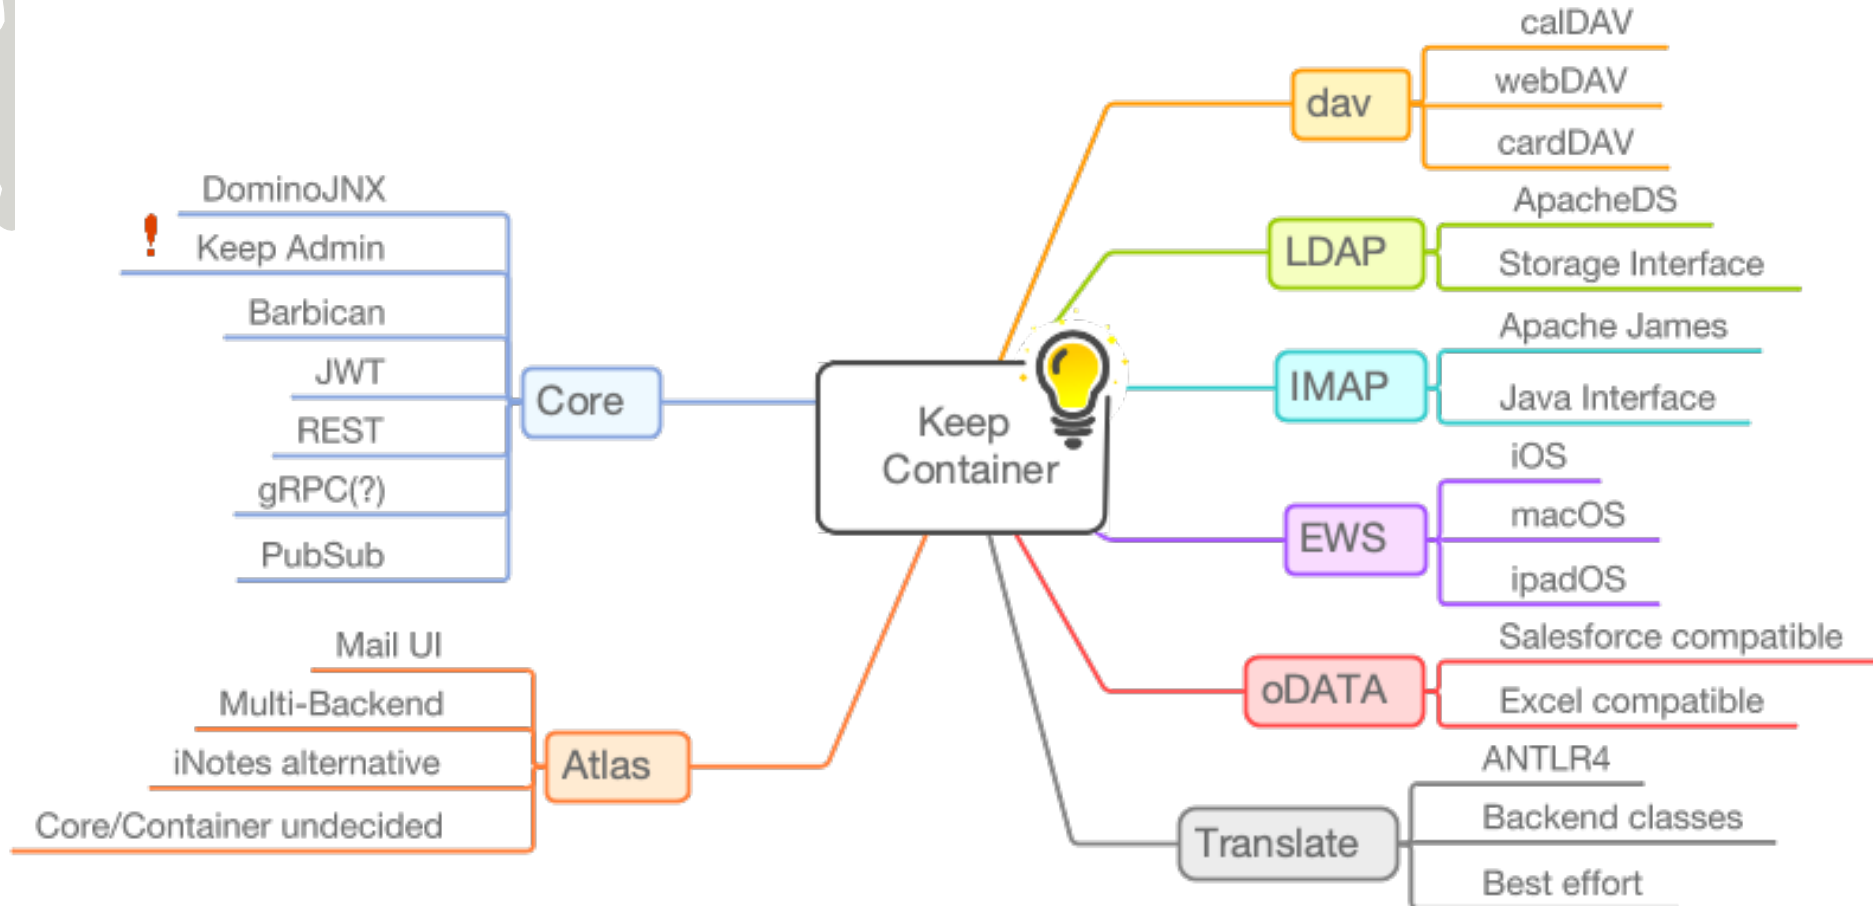 DominoJNX
Keep Admin
Barbican
JWT
REST
gRPC(?)
PubSub
Core
Mail UI
Multi-Backend
iNotes alternative
Core/Container undecided
Atlas
Keep
Container
dav
calDAV
webDAV
cardDAV
LDAP
ApacheDS
Storage Interface
IMAP
Apache James
Java Interface
EWS
iOS
macOS
ipadOS
oDATA
Salesforce compatible
Excel compatible
Translate
ANTLR4
Backend classes
Best effort